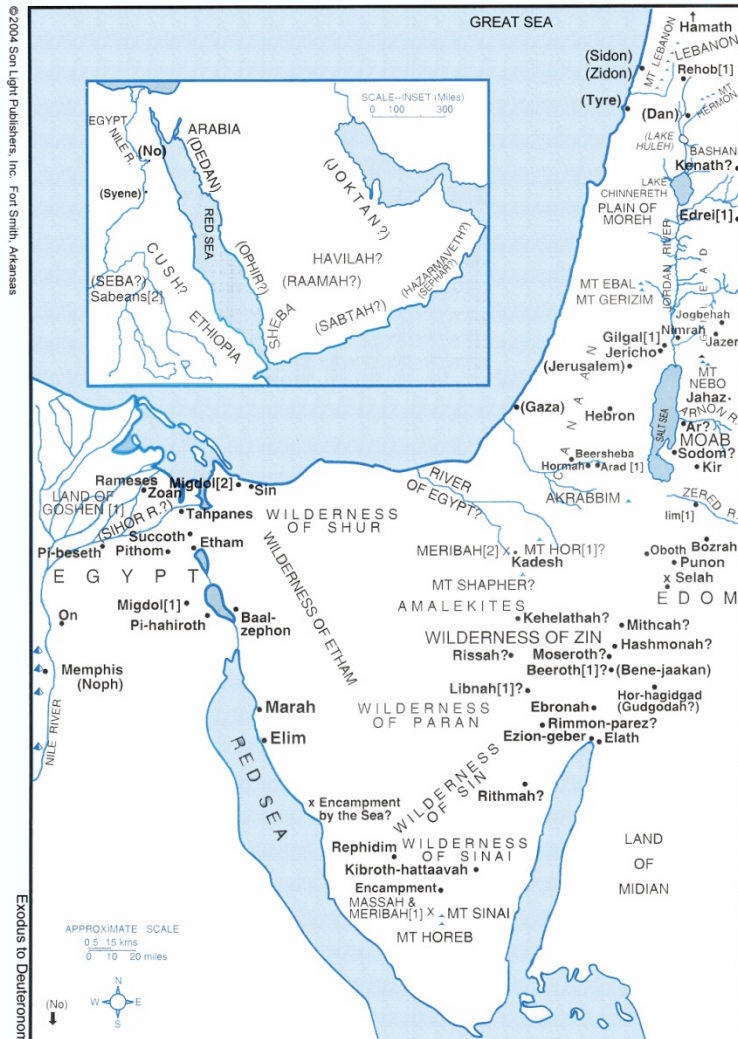 © 2004 Son Light Publishers, Inc. Fort Smith, Arkansas
GREAT SEA
Hamath
(Sidon)
(Zidon)
MT LEBANON
LEBANON
Rehob[1]
(Tyre)
(Dan)
MT
HERMON
(LAKE
HULEH)
BASHAN
Kenath?
LAKE
CHINNERETH
PLAIN OF
MOREH
Edrei[1]
JORDAN RIVER
GILEAD
MT EBAL
MT GERIZIM
Jogbehah
Nimrah
Gilgal[1]
Jericho
Jazer
(Jerusalem)
MT
NEBO
CANAAN
Jahaz
(Gaza)
Hebron
SALT SEA
ARNON R.
Ar?
MOAB
Sodom?
Kir
Beersheba
Hormah
Arad [1]
AKRABBIM
ZERED R
Iim[1]
SCALE--INSET (Miles)
0 100 300
EGYPT
NILE R.
ARABIA
(DEDAN)
(No)
(Syene)
RED SEA
(JOKTAN?)
CUSH?
(OPHIR?)
HAVILAH?
(RAAMAH?)
(HAZARMAVETH?)
(SEPHAR?)
(SEBA?)
Sabeans[2]
ETHIOPIA
SHEBA
(SABTAH?)
Rameses
Zoan
Migdol[2]
Sin
LAND OF
GOSHEN [1]
(SIHOR R.?)
Tahpanes
WILDERNESS
OF SHUR
RIVER
OF EGYPT?
Succoth
Pi-beseth
Pithom
Etham
MERIBAH[2] x
MT HOR[1]?
Kadesh
Oboth
Bozrah
Punon
x Selah
EGYPT
MT SHAPHER?
EDOM
WILDERNESS OF ETHAM
AMALEKITES
On
Migdol[1]
Pi-hahiroth
Baal-
zephon
Kehelathah?
Mithcah?
WILDERNESS OF ZIN
Hashmonah?
Rissah?
Moseroth?
Beeroth[1]?
(Bene-jaakan)
Memphis
(Noph)
Libnah[1]?
Hor-hagidgad
(Gudgodah?)
Marah
WILDERNESS
OF PARAN
Ebronah
Rimmon-parez?
NILE RIVER
Elim
Ezion-geber
Elath
RED SEA
WILDERNESS
OF SIN
Rithmah?
x Encampment
by the Sea?
Rephidim
WILDERNESS
OF SINAI
Kibroth-hattaavah
LAND
OF
MIDIAN
Encampment
MASSAH &
MERIBAH[1] x
MT SINAI
MT HOREB
APPROXIMATE SCALE
0 5 15 kms
0 10 20 miles
N
W E
S
(No)
Exodus to Deuteronom